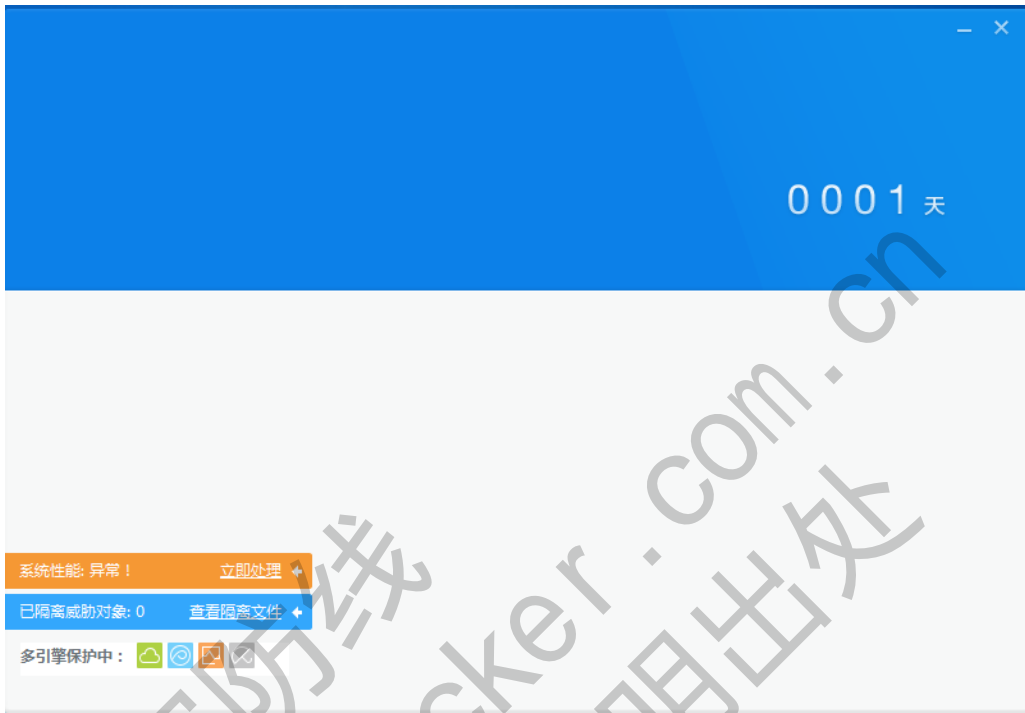 0001 天
系统性能: 异常！ 立即处理
已隔离威胁对象: 0 查看隔离文件
多引擎保护中：
防线
cker.com.cn
明出处